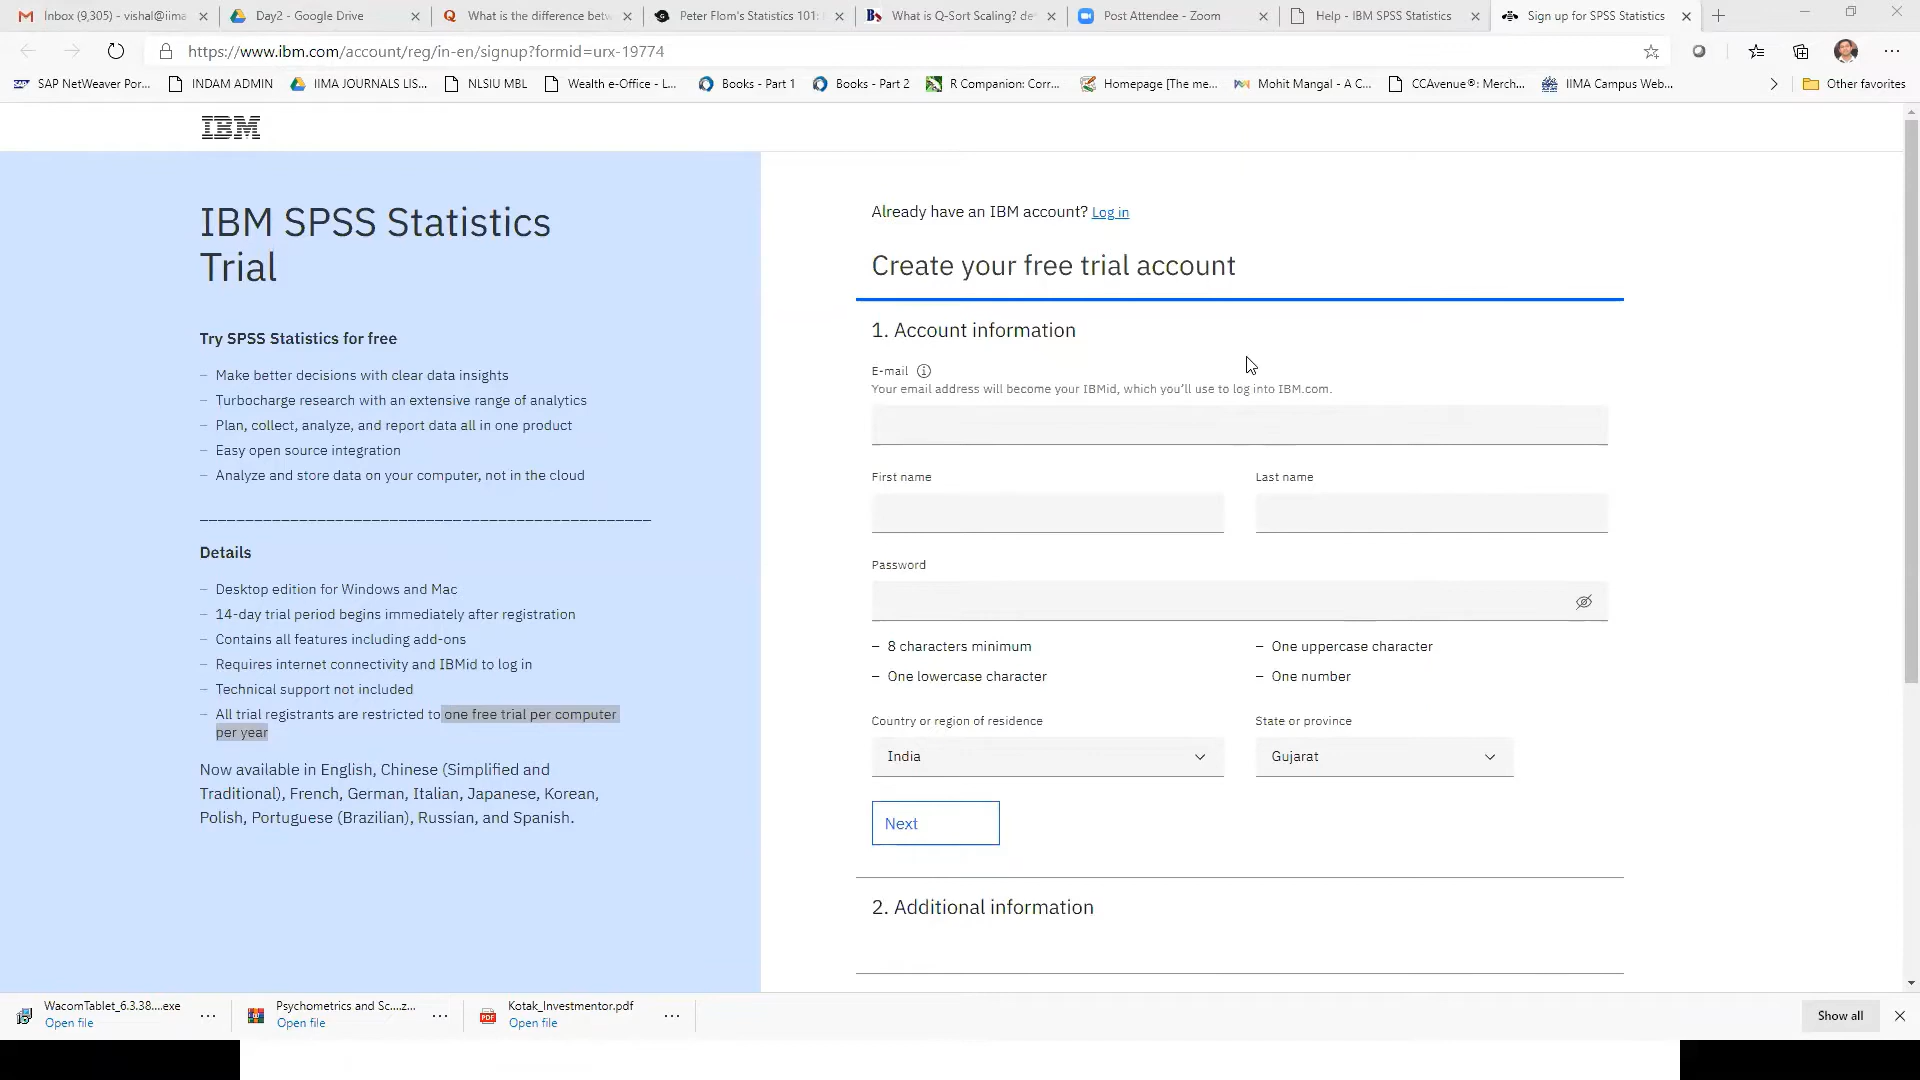 Inbox (9,305) - vishal@iima
Day2 - Google Drive
What is the difference betw
Peter Flom's Statistics 101:
What is Q-Sort Scaling? de
Post Attendee - Zoom
Help - IBM SPSS Statistics
Sign up for SPSS Statistics
https://www.ibm.com/account/reg/in-en/signup?formid=urx-19774
SAP NetWeaver Por...
INDAM ADMIN
IIMA JOURNALS LIS...
NLSIU MBL
Wealth e-Office - L...
Books - Part 1
Books - Part 2
R Companion: Corr...
Homepage [The me...
Mohit Mangal - A C...
CCAvenue®: Merch...
IIMA Campus Web...
Other favorites
IBM
IBM SPSS Statistics
Trial
Try SPSS Statistics for free
– Make better decisions with clear data insights
– Turbocharge research with an extensive range of analytics
– Plan, collect, analyze, and report data all in one product
– Easy open source integration
– Analyze and store data on your computer, not in the cloud
Details
– Desktop edition for Windows and Mac
– 14-day trial period begins immediately after registration
– Contains all features including add-ons
– Requires internet connectivity and IBMid to log in
– Technical support not included
– All trial registrants are restricted to one free trial per computer
per year
Now available in English, Chinese (Simplified and
Traditional), French, German, Italian, Japanese, Korean,
Polish, Portuguese (Brazilian), Russian, and Spanish.
Already have an IBM account? Log in
Create your free trial account
1. Account information
E-mail
Your email address will become your IBMid, which you'll use to log into IBM.com.
First name
Last name
Password
– 8 characters minimum
– One uppercase character
– One lowercase character
– One number
Country or region of residence
State or province
India
Gujarat
Next
2. Additional information
WacomTablet_6.3.38....exe
Open file
Psychometrics and Sc....z...
Open file
Kotak_Investmentor.pdf
Open file
Show all